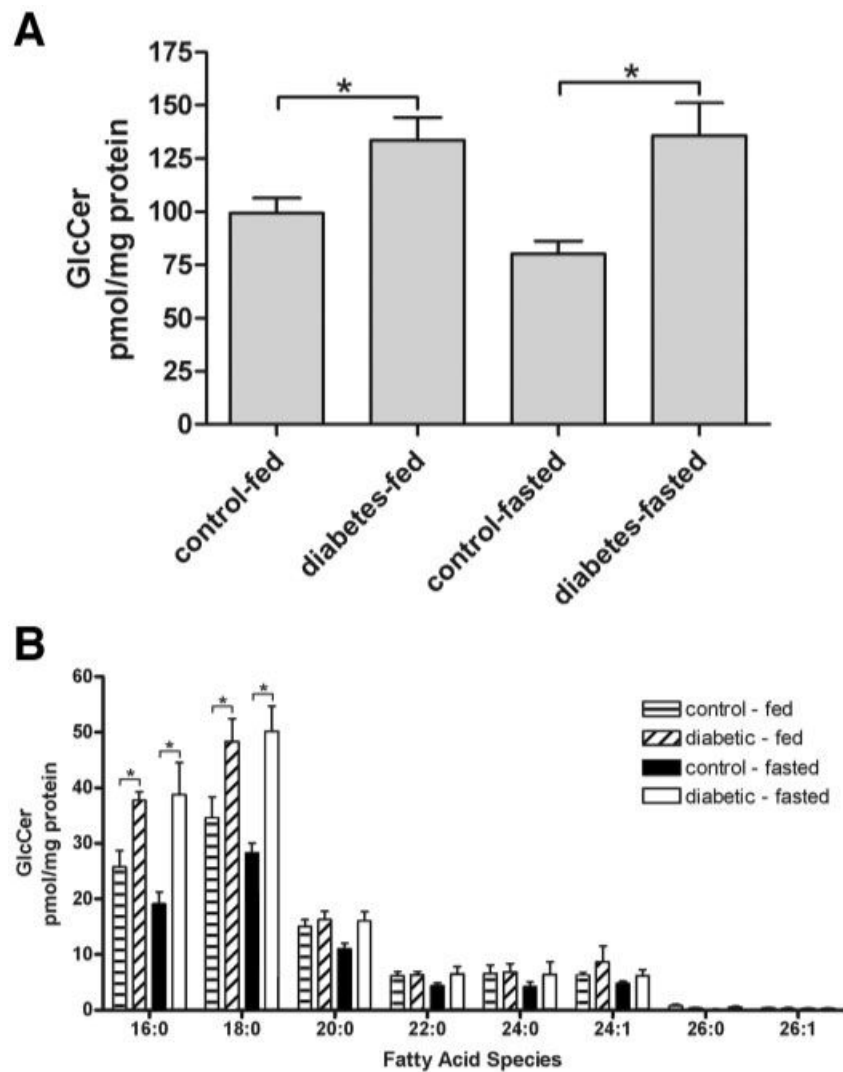 A
GlcCer
pmol/mg protein
175
150
125
100
75
50
25
0
*
*
control-fed
diabetes-fed
control-fasted
diabetes-fasted
B
GlcCer
pmol/mg protein
60
50
40
30
20
10
0
*
*
*
*
control - fed
diabetic - fed
control - fasted
diabetic - fasted
16:0 18:0 20:0 22:0 24:0 24:1 26:0 26:1
Fatty Acid Species